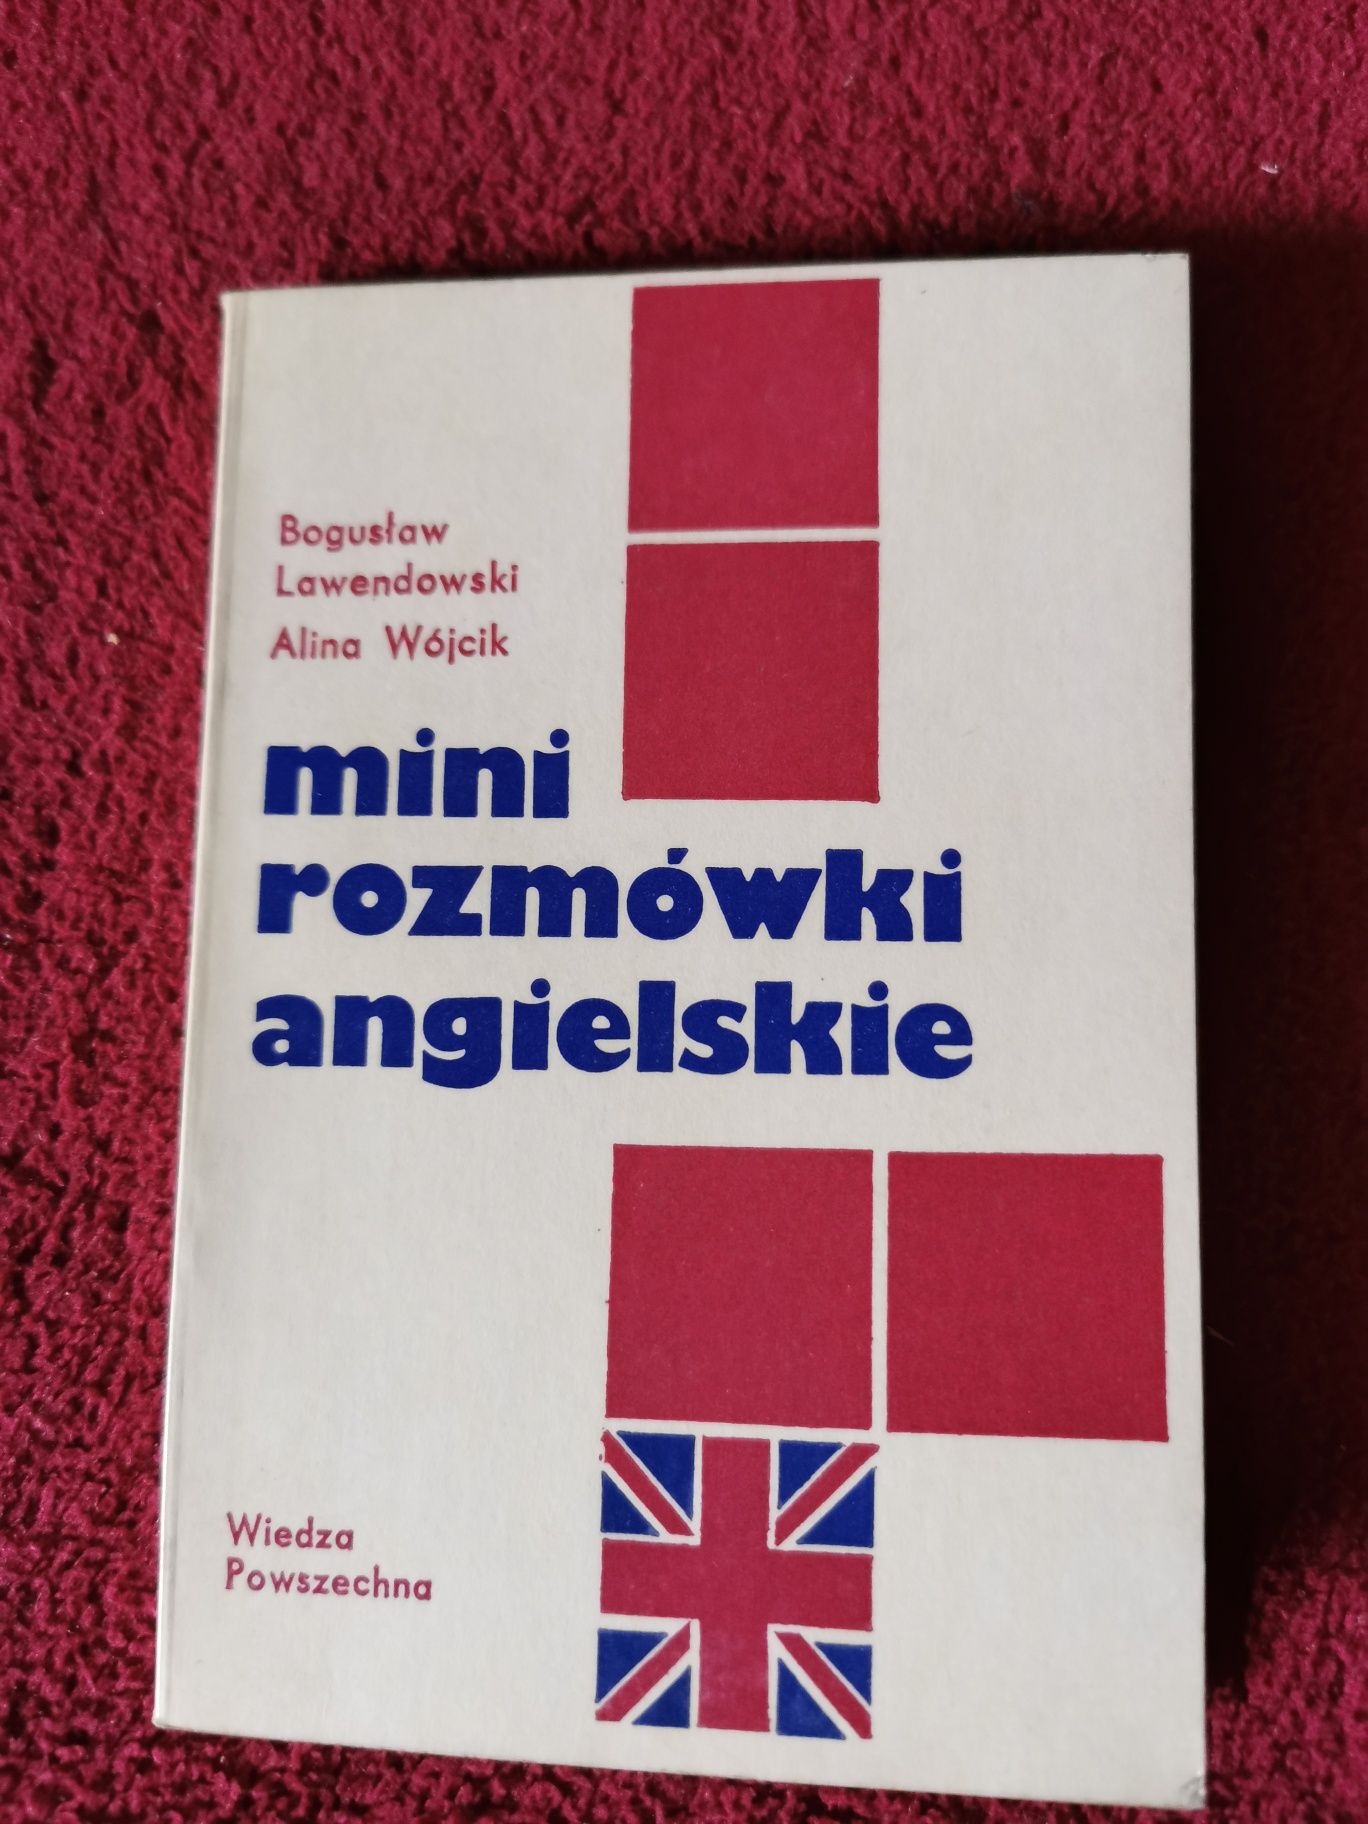 Bogusław
Lawendowski
Alina Wójcik
mini
rozmówki
angielskie
Wiedza
Powszechna